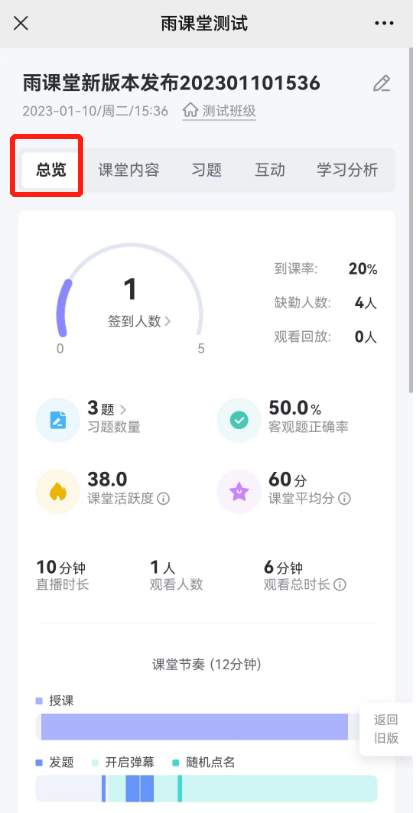 雨课堂测试
雨课堂新版本发布202301101536
2023-01-10/周二/15:36 测试班级
总览 课堂内容 习题 互动 学习分析
1
签到人数
0 5
到课率: 20%
缺勤人数: 4人
观看回放: 0人
3题
习题数量
50.0%
客观题正确率
38.0
课堂活跃度
60分
课堂平均分
10分钟
直播时长
1人
观看人数
6分钟
观看总时长
课堂节奏 (12分钟)
授课
返回
旧版
发题 开启弹幕 随机点名